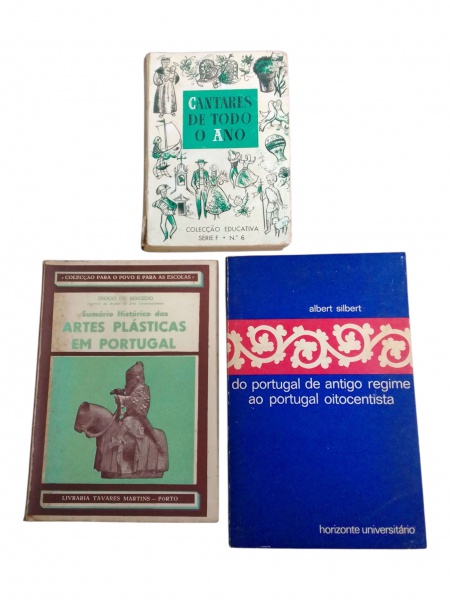 CANTARES
DE TODO
O ANO
COLECÇÃO EDUCATIVA
SÉRIE F • N.º 6
COLECÇÃO PARA O POVO E PARA AS ESCOLAS
DIOGO DE MACEDO
Sumário Histórico das
ARTES PLÁSTICAS
EM PORTUGAL
LIVRARIA TAVARES MARTINS — PORTO
albert silbert
do portugal de antigo regime
ao portugal oitocentista
horizonte universitário